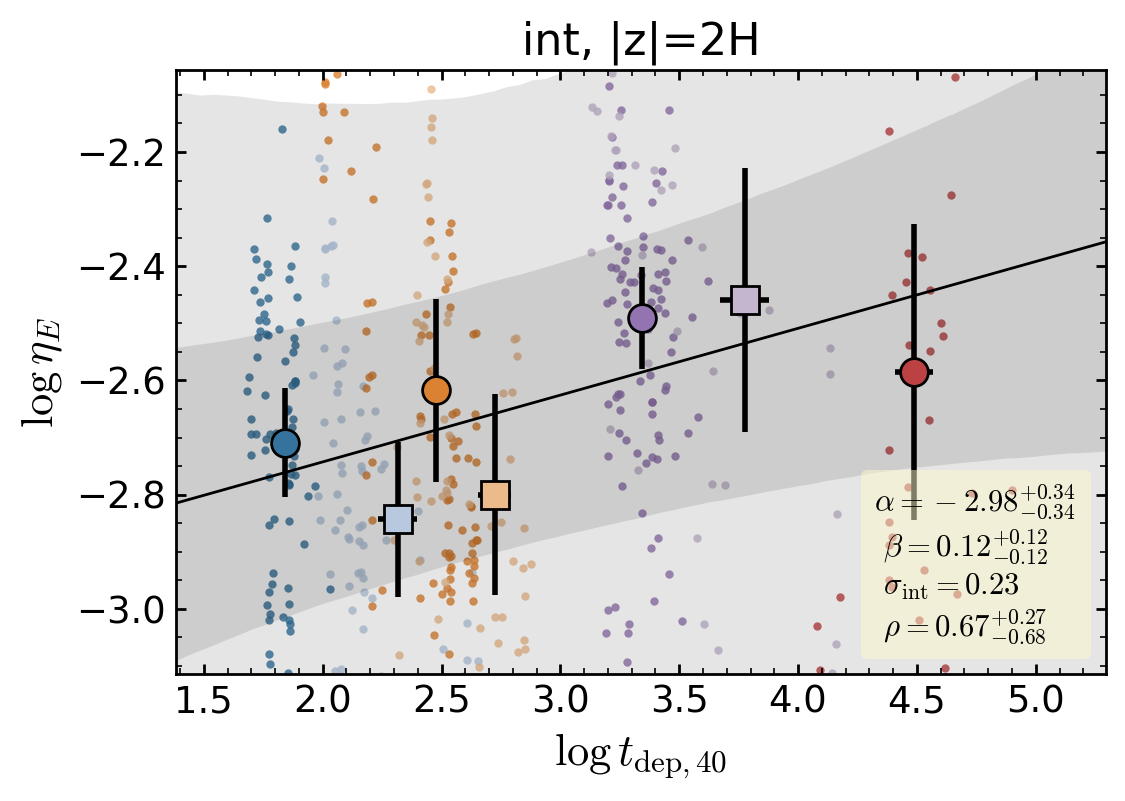 int, |z|=2H
log η_E
−2.2
−2.4
−2.6
−2.8
−3.0
α = −2.98^{+0.34}_{−0.34}
β = 0.12^{+0.12}_{−0.12}
σ_int = 0.23
ρ = 0.67^{+0.27}_{−0.68}
1.5 2.0 2.5 3.0 3.5 4.0 4.5 5.0
log t_{dep, 40}